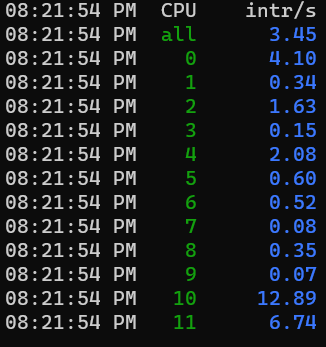 08:21:54 PM  CPU    intr/s
08:21:54 PM  all      3.45
08:21:54 PM    0      4.10
08:21:54 PM    1      0.34
08:21:54 PM    2      1.63
08:21:54 PM    3      0.15
08:21:54 PM    4      2.08
08:21:54 PM    5      0.60
08:21:54 PM    6      0.52
08:21:54 PM    7      0.08
08:21:54 PM    8      0.35
08:21:54 PM    9      0.07
08:21:54 PM   10     12.89
08:21:54 PM   11      6.74